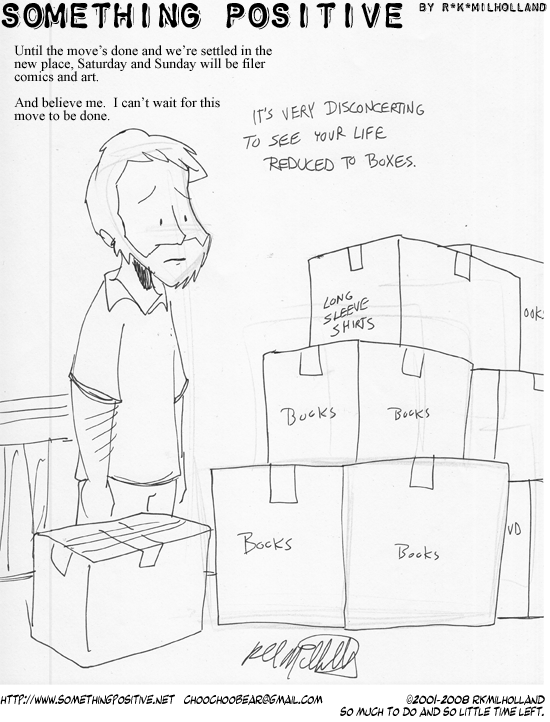 SOMETHING POSITIVE
BY R*K*MILHOLLAND
Until the move's done and we're settled in the
new place, Saturday and Sunday will be filer
comics and art.
And believe me.  I can't wait for this
move to be done.
IT'S VERY DISCONCERTING
TO SEE YOUR LIFE
REDUCED TO BOXES.
LONG
SLEEVE
SHIRTS
OOKS
BOOKS
BOOKS
BOOKS
BOOKS
VD
HTTP://WWW.SOMETHINGPOSITIVE.NET CHOOCHOOBEAR@GMAIL.COM
©2001-2008 RKMILHOLLAND
SO MUCH TO DO AND SO LITTLE TIME LEFT.